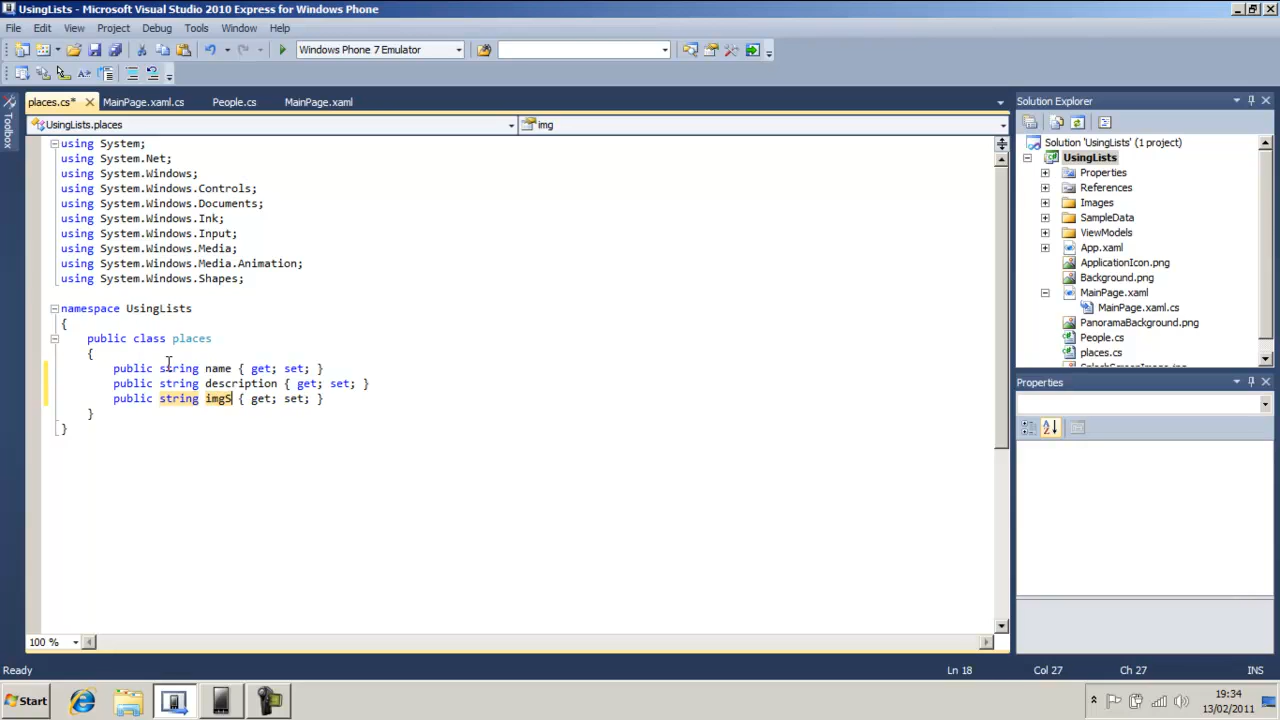 UsingLists - Microsoft Visual Studio 2010 Express for Windows Phone
File Edit View Project Debug Tools Window Help
Windows Phone 7 Emulator
places.cs* MainPage.xaml.cs People.cs MainPage.xaml
UsingLists.places img
Toolbox
using System;
using System.Net;
using System.Windows;
using System.Windows.Controls;
using System.Windows.Documents;
using System.Windows.Ink;
using System.Windows.Input;
using System.Windows.Media;
using System.Windows.Media.Animation;
using System.Windows.Shapes;
namespace UsingLists
{
public class places
{
public string name { get; set; }
public string description { get; set; }
public string imgS { get; set; }
}
}
100 %
Solution Explorer
Solution 'UsingLists' (1 project)
UsingLists
Properties
References
Images
SampleData
ViewModels
App.xaml
ApplicationIcon.png
Background.png
MainPage.xaml
MainPage.xaml.cs
PanoramaBackground.png
People.cs
places.cs
SplashScreenImage.jpg
Properties
Ready Ln 18 Col 27 Ch 27 INS
Start
19:34
13/02/2011